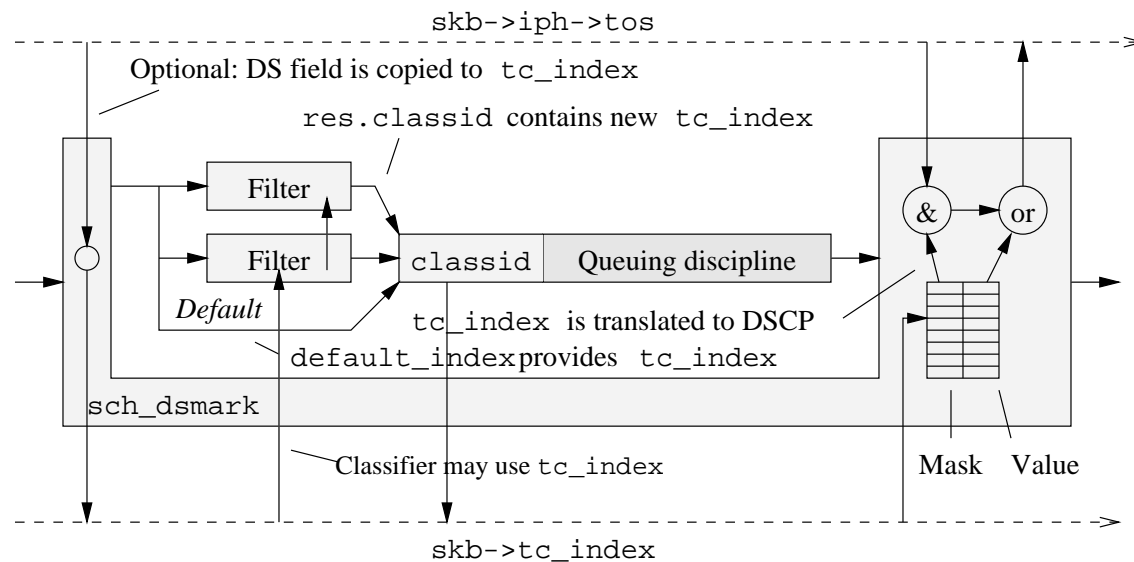 skb->iph->tos
Optional: DS field is copied to tc_index
res.classid contains new tc_index
Filter
& or
Filter
classid Queuing discipline
Default
tc_index is translated to DSCP
default_index provides tc_index
sch_dsmark
Classifier may use tc_index
Mask Value
skb->tc_index